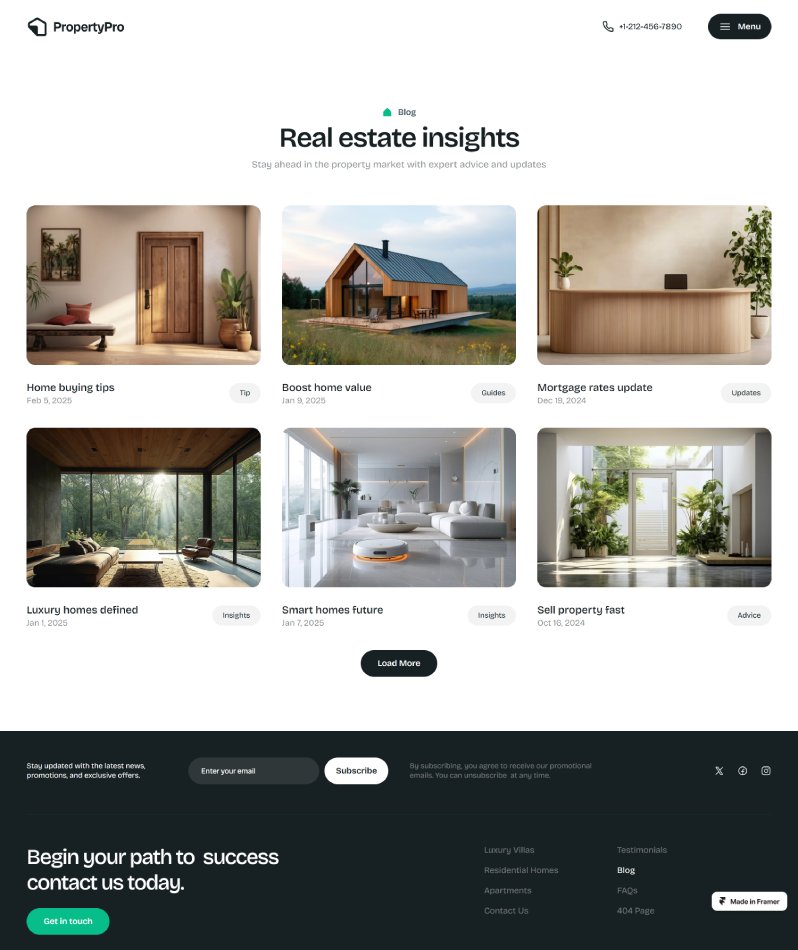 PropertyPro
+1-212-456-7890
Menu
Blog
Real estate insights
Stay ahead in the property market with expert advice and updates
Home buying tips
Feb 5, 2025
Tip
Boost home value
Jan 9, 2025
Guides
Mortgage rates update
Dec 19, 2024
Updates
Luxury homes defined
Jan 1, 2025
Insights
Smart homes future
Jan 7, 2025
Insights
Sell property fast
Oct 16, 2024
Advice
Load More
Stay updated with the latest news,
promotions, and exclusive offers.
Enter your email
Subscribe
By subscribing, you agree to receive our promotional
emails. You can unsubscribe  at any time.
Begin your path to  success
contact us today.
Get in touch
Luxury Villas
Residential Homes
Apartments
Contact Us
Testimonials
Blog
FAQs
404 Page
Made in Framer